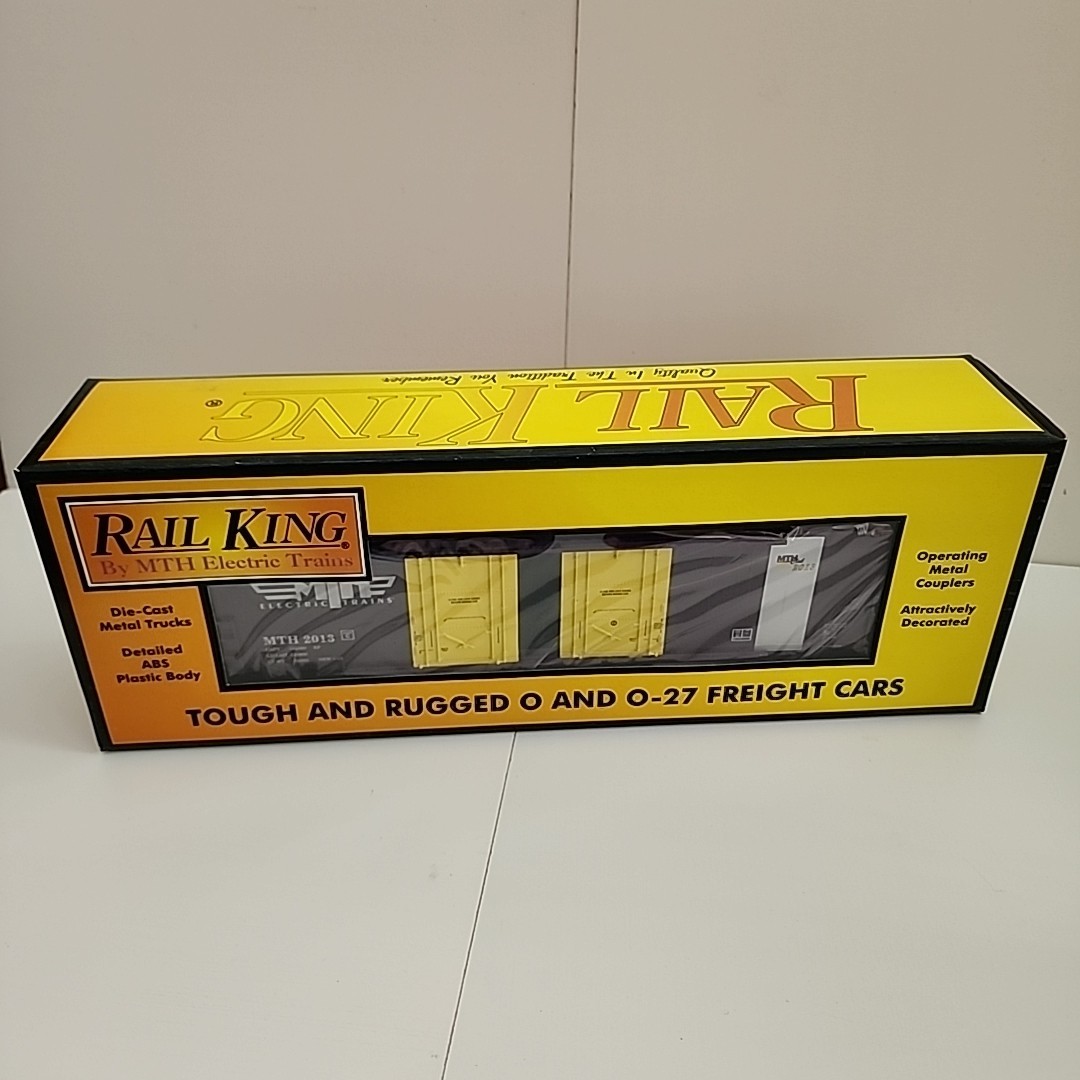 Quality In The Tradition You Remember
RAIL KING®
RAIL KING®
By MTH Electric Trains
Die-Cast
Metal Trucks
Detailed
ABS
Plastic Body
MTH
ELECTRIC TRAINS
MTH 2013
MTH
2013
Operating
Metal
Couplers
Attractively
Decorated
TOUGH AND RUGGED O AND O-27 FREIGHT CARS